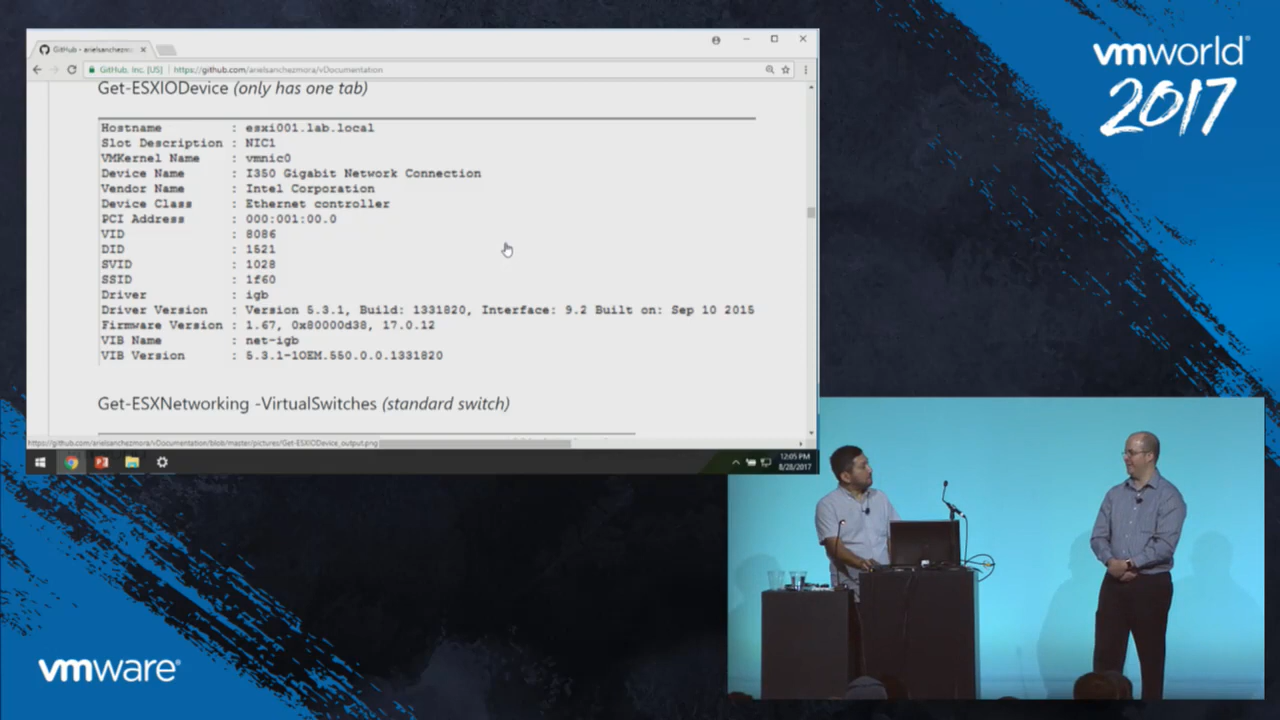 GitHub - arielsanchezmo
GitHub, Inc. [US]
https://github.com/arielsanchezmora/vDocumentation
Get-ESXIODevice (only has one tab)
Hostname : esxi001.lab.local
Slot Description : NIC1
VMKernel Name : vmnic0
Device Name : I350 Gigabit Network Connection
Vendor Name : Intel Corporation
Device Class : Ethernet controller
PCI Address : 000:001:00.0
VID : 8086
DID : 1521
SVID : 1028
SSID : 1f60
Driver : igb
Driver Version : Version 5.3.1, Build: 1331820, Interface: 9.2 Built on: Sep 10 2015
Firmware Version : 1.67, 0x80000d38, 17.0.12
VIB Name : net-igb
VIB Version : 5.3.1-1OEM.550.0.0.1331820
Get-ESXNetworking -VirtualSwitches (standard switch)
https://github.com/arielsanchezmora/vDocumentation/blob/master/pictures/Get-ESXIODevice_output.png
12:05 PM
8/28/2017
vmworld®
2017
vmware®